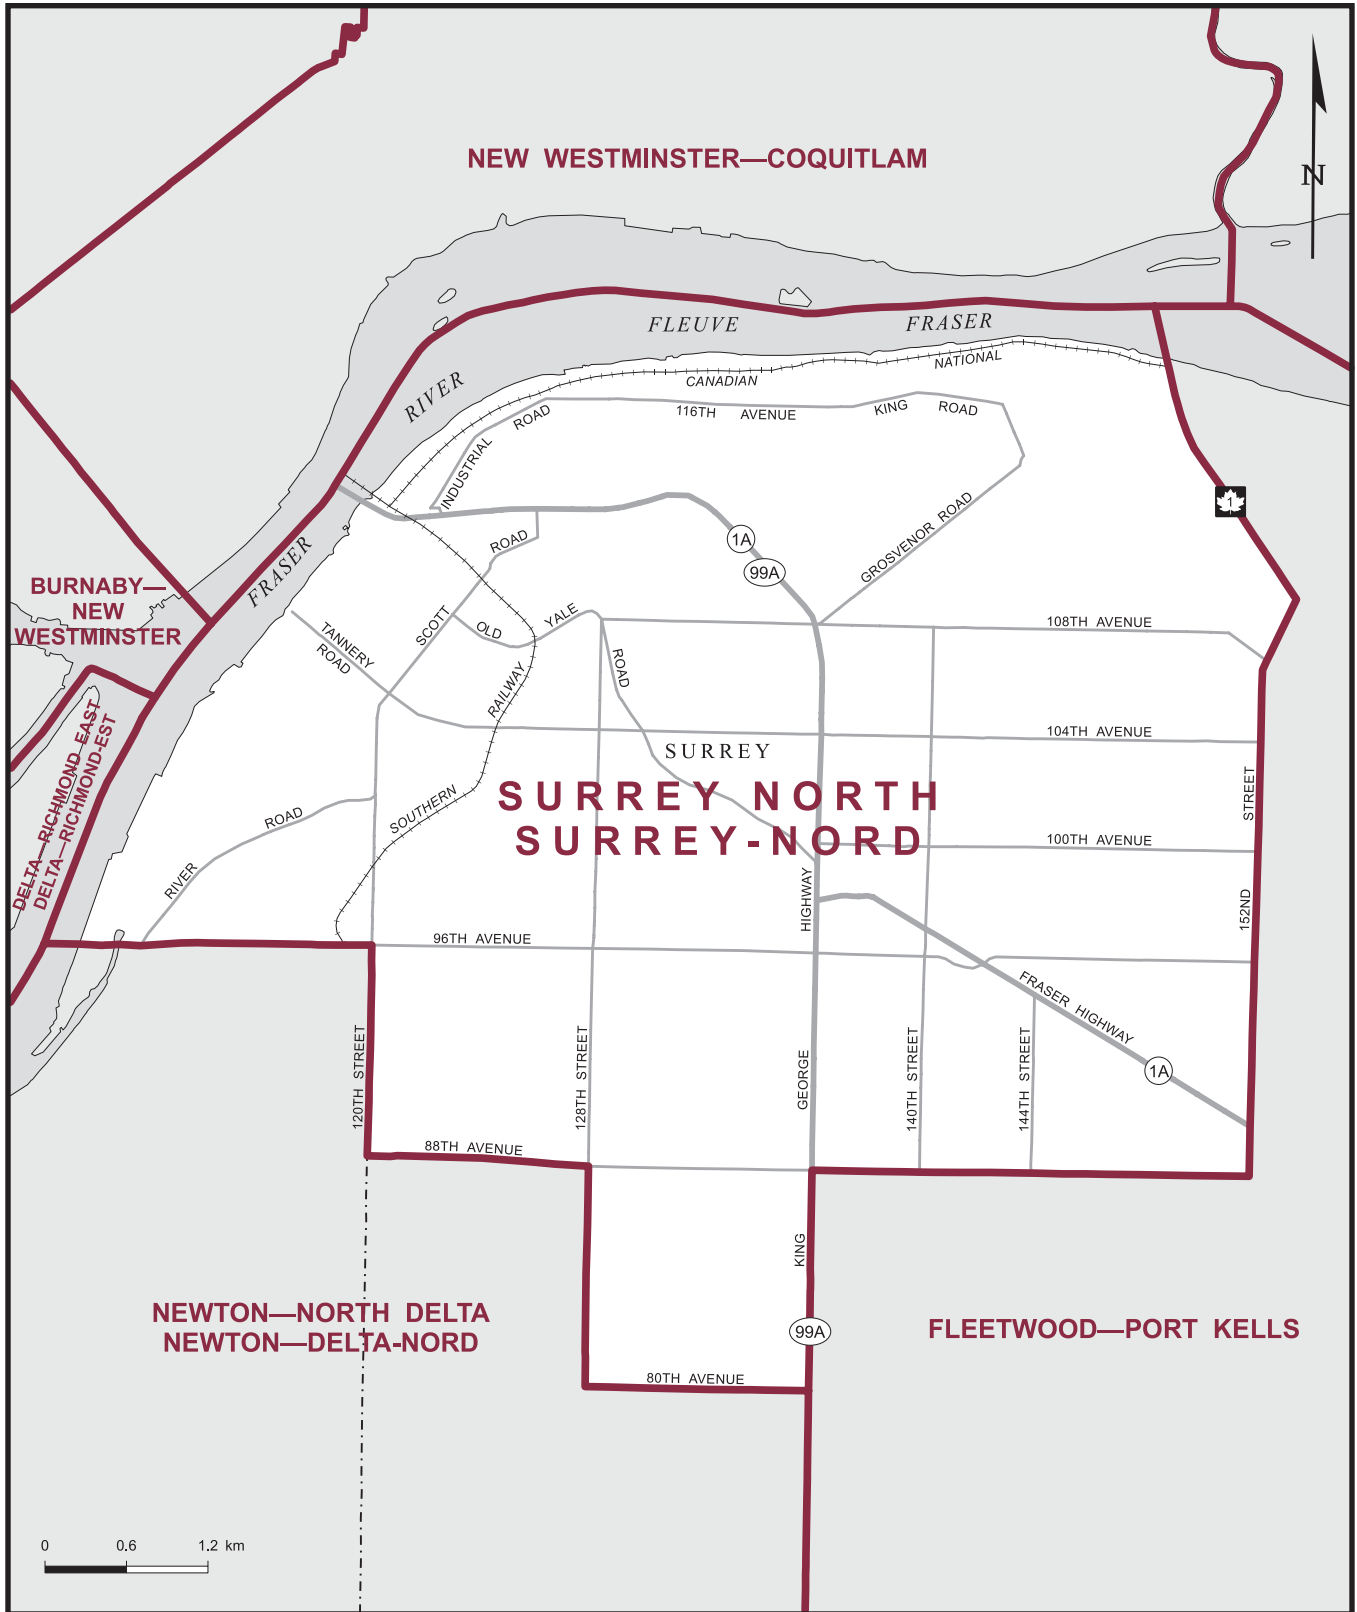 NEW WESTMINSTER—COQUITLAM
N
FLEUVE FRASER
RIVER
FRASER
CANADIAN NATIONAL
INDUSTRIAL ROAD
116TH AVENUE
KING ROAD
1
1A
99A
GROSVENOR ROAD
BURNABY—
NEW
WESTMINSTER
SCOTT ROAD
OLD YALE ROAD
TANNERY
ROAD
108TH AVENUE
RAILWAY
SOUTHERN
104TH AVENUE
SURREY
SURREY NORTH
SURREY-NORD
DELTA—RICHMOND EAST
DELTA—RICHMOND-EST
RIVER ROAD
100TH AVENUE
152ND STREET
KING GEORGE HIGHWAY
96TH AVENUE
FRASER HIGHWAY
1A
120TH STREET
128TH STREET
140TH STREET
144TH STREET
88TH AVENUE
NEWTON—NORTH DELTA
NEWTON—DELTA-NORD
99A
FLEETWOOD—PORT KELLS
80TH AVENUE
0 0.6 1.2 km